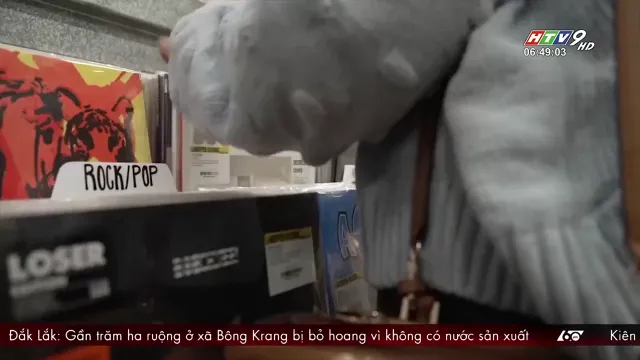 HTV9 HD
06:49:03
ROCK/POP
LOSER
Đắk Lắk: Gần trăm ha ruộng ở xã Bông Krang bị bỏ hoang vì không có nước sản xuất
60 Kiên